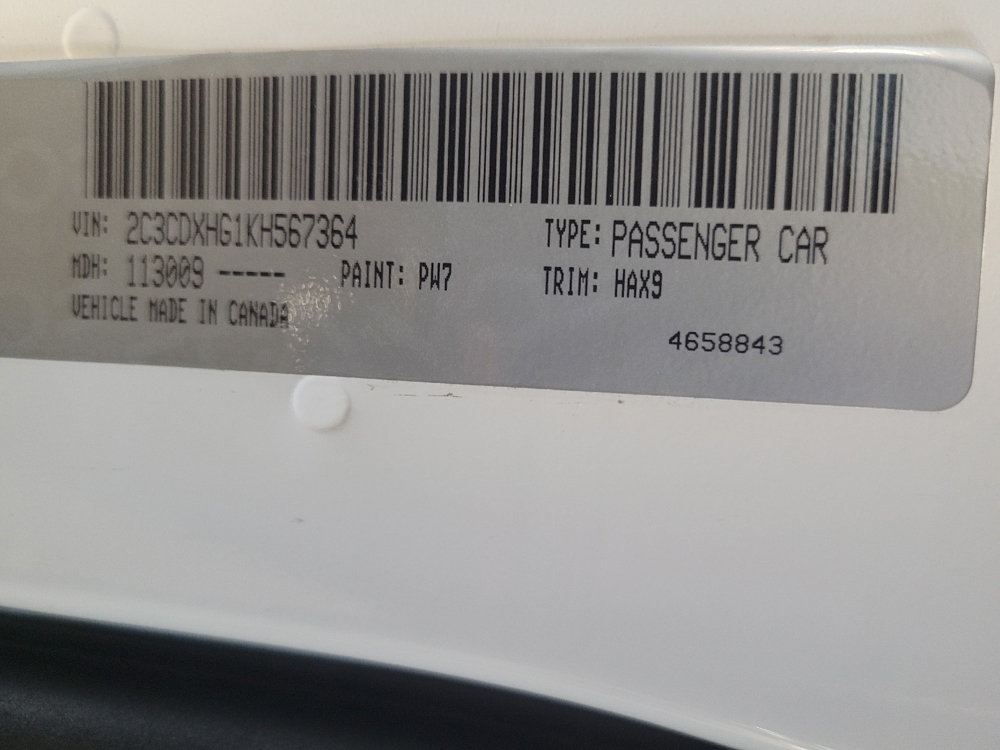 VIN: 2C3CDXHG1KH567364 TYPE: PASSENGER CAR
MDH: 113009 ----- PAINT: PW7 TRIM: HAX9
VEHICLE MADE IN CANADA
4658843